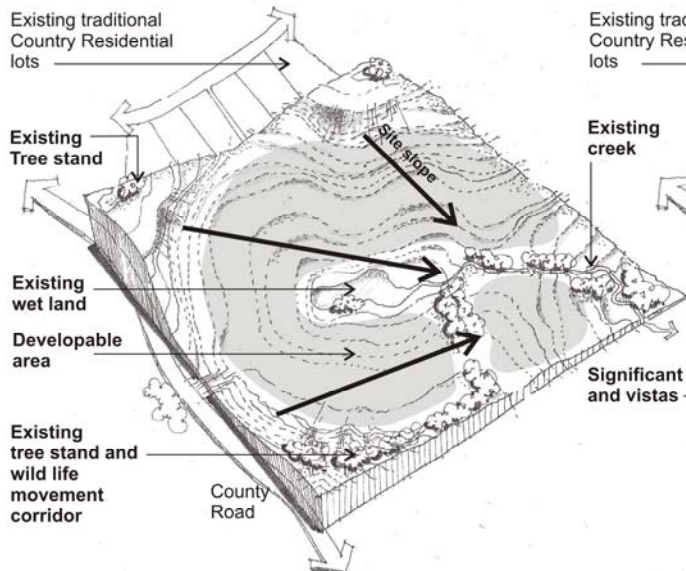 Existing traditional
Country Residential
lots
Existing
Tree stand
Site slope
Existing
wet land
Developable
area
Existing
tree stand and
wild life
movement
corridor
County
Road
Existing
creek
Existing
Country
lots
Significant
and vistas